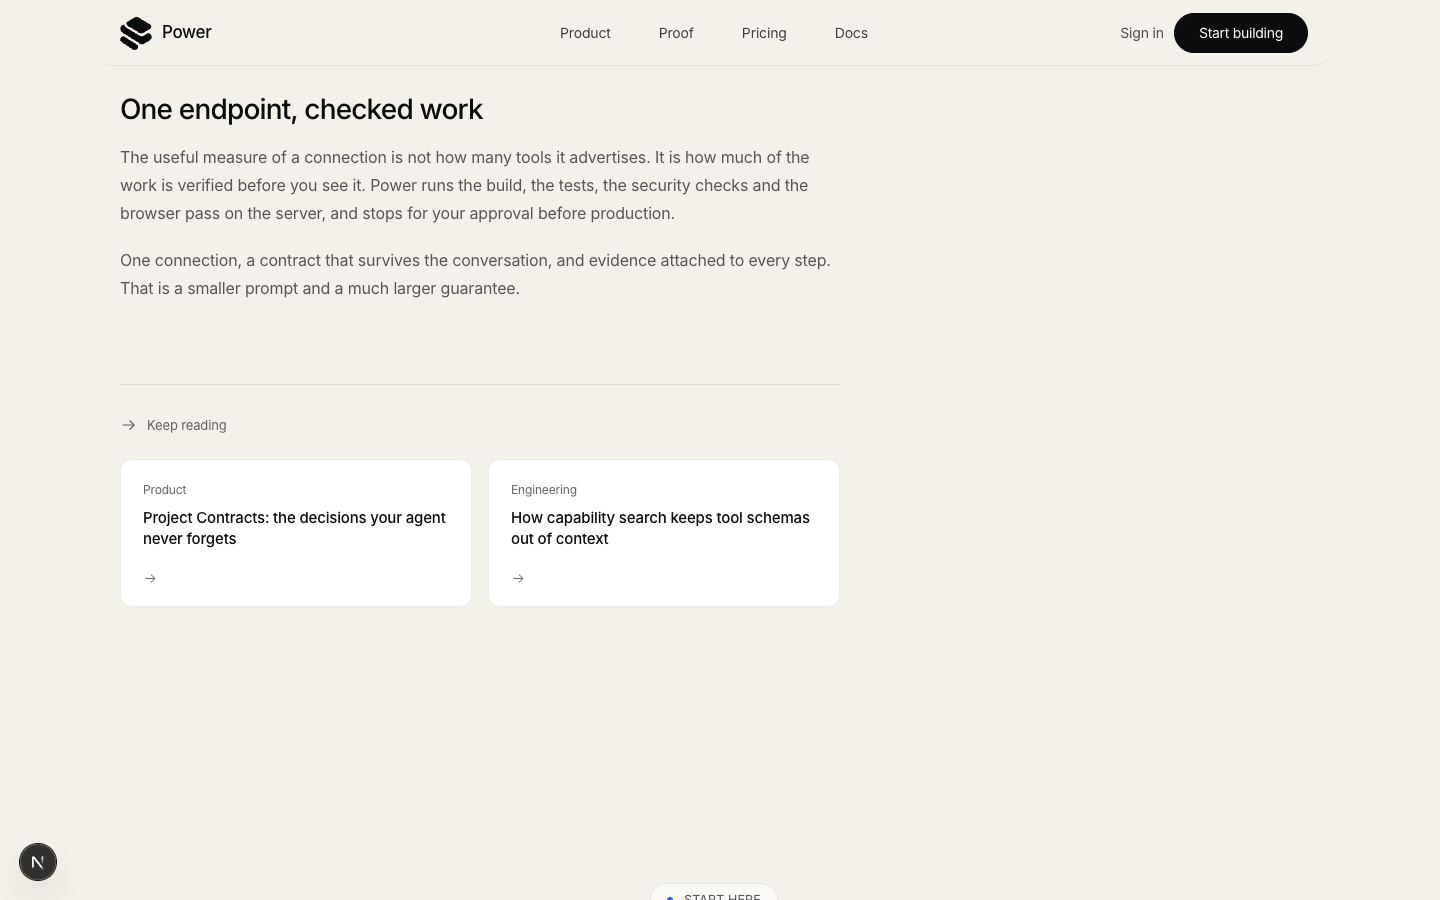 Power
Product
Proof
Pricing
Docs
Sign in
Start building
One endpoint, checked work
The useful measure of a connection is not how many tools it advertises. It is how much of the
work is verified before you see it. Power runs the build, the tests, the security checks and the
browser pass on the server, and stops for your approval before production.
One connection, a contract that survives the conversation, and evidence attached to every step.
That is a smaller prompt and a much larger guarantee.
Keep reading
Product
Project Contracts: the decisions your agent
never forgets
Engineering
How capability search keeps tool schemas
out of context
N
START HERE